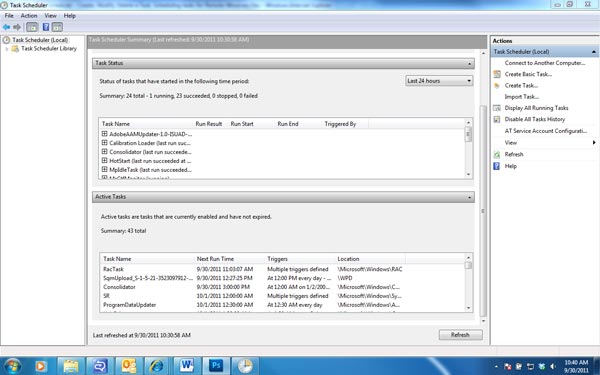 Task Scheduler
File Action View Help
Task Scheduler (Local)
Task Scheduler Library
Task Scheduler Summary (Last refreshed: 9/30/2011 10:30:58 AM)
Task Status
Status of tasks that have started in the following time period:
Last 24 hours
Summary: 24 total - 1 running, 23 succeeded, 0 stopped, 0 failed
Task Name Run Result Run Start Run End Triggered By
AdobeAAMUpdater-1.0-ISUAD-...
Calibration Loader (last run succee...
Consolidator (last run succeeded...
HotStart (last run succeeded at ...
MpIdleTask (last run succeeded...
Active Tasks
Active tasks are tasks that are currently enabled and have not expired.
Summary: 43 total
Task Name Next Run Time Triggers Location
RacTask 9/30/2011 11:03:07 AM Multiple triggers defined \Microsoft\Windows\RAC
SqmUpload_S-1-5-21-3523097912-... 9/30/2011 12:27:25 PM At 12:00 PM every day - ... \WPD
Consolidator 9/30/2011 3:00:00 PM At 12:00 AM on 1/2/200... \Microsoft\Windows\C...
SR 10/1/2011 12:00:00 AM Multiple triggers defined \Microsoft\Windows\Sy...
ProgramDataUpdater 10/1/2011 12:30:00 AM At 12:30 AM every day \Microsoft\Windows\A...
Last refreshed at 9/30/2011 10:30:58 AM
Refresh
Actions
Task Scheduler (Local)
Connect to Another Computer...
Create Basic Task...
Create Task...
Import Task...
Display All Running Tasks
Disable All Tasks History
AT Service Account Configurati...
View
Refresh
Help
10:40 AM
9/30/2011